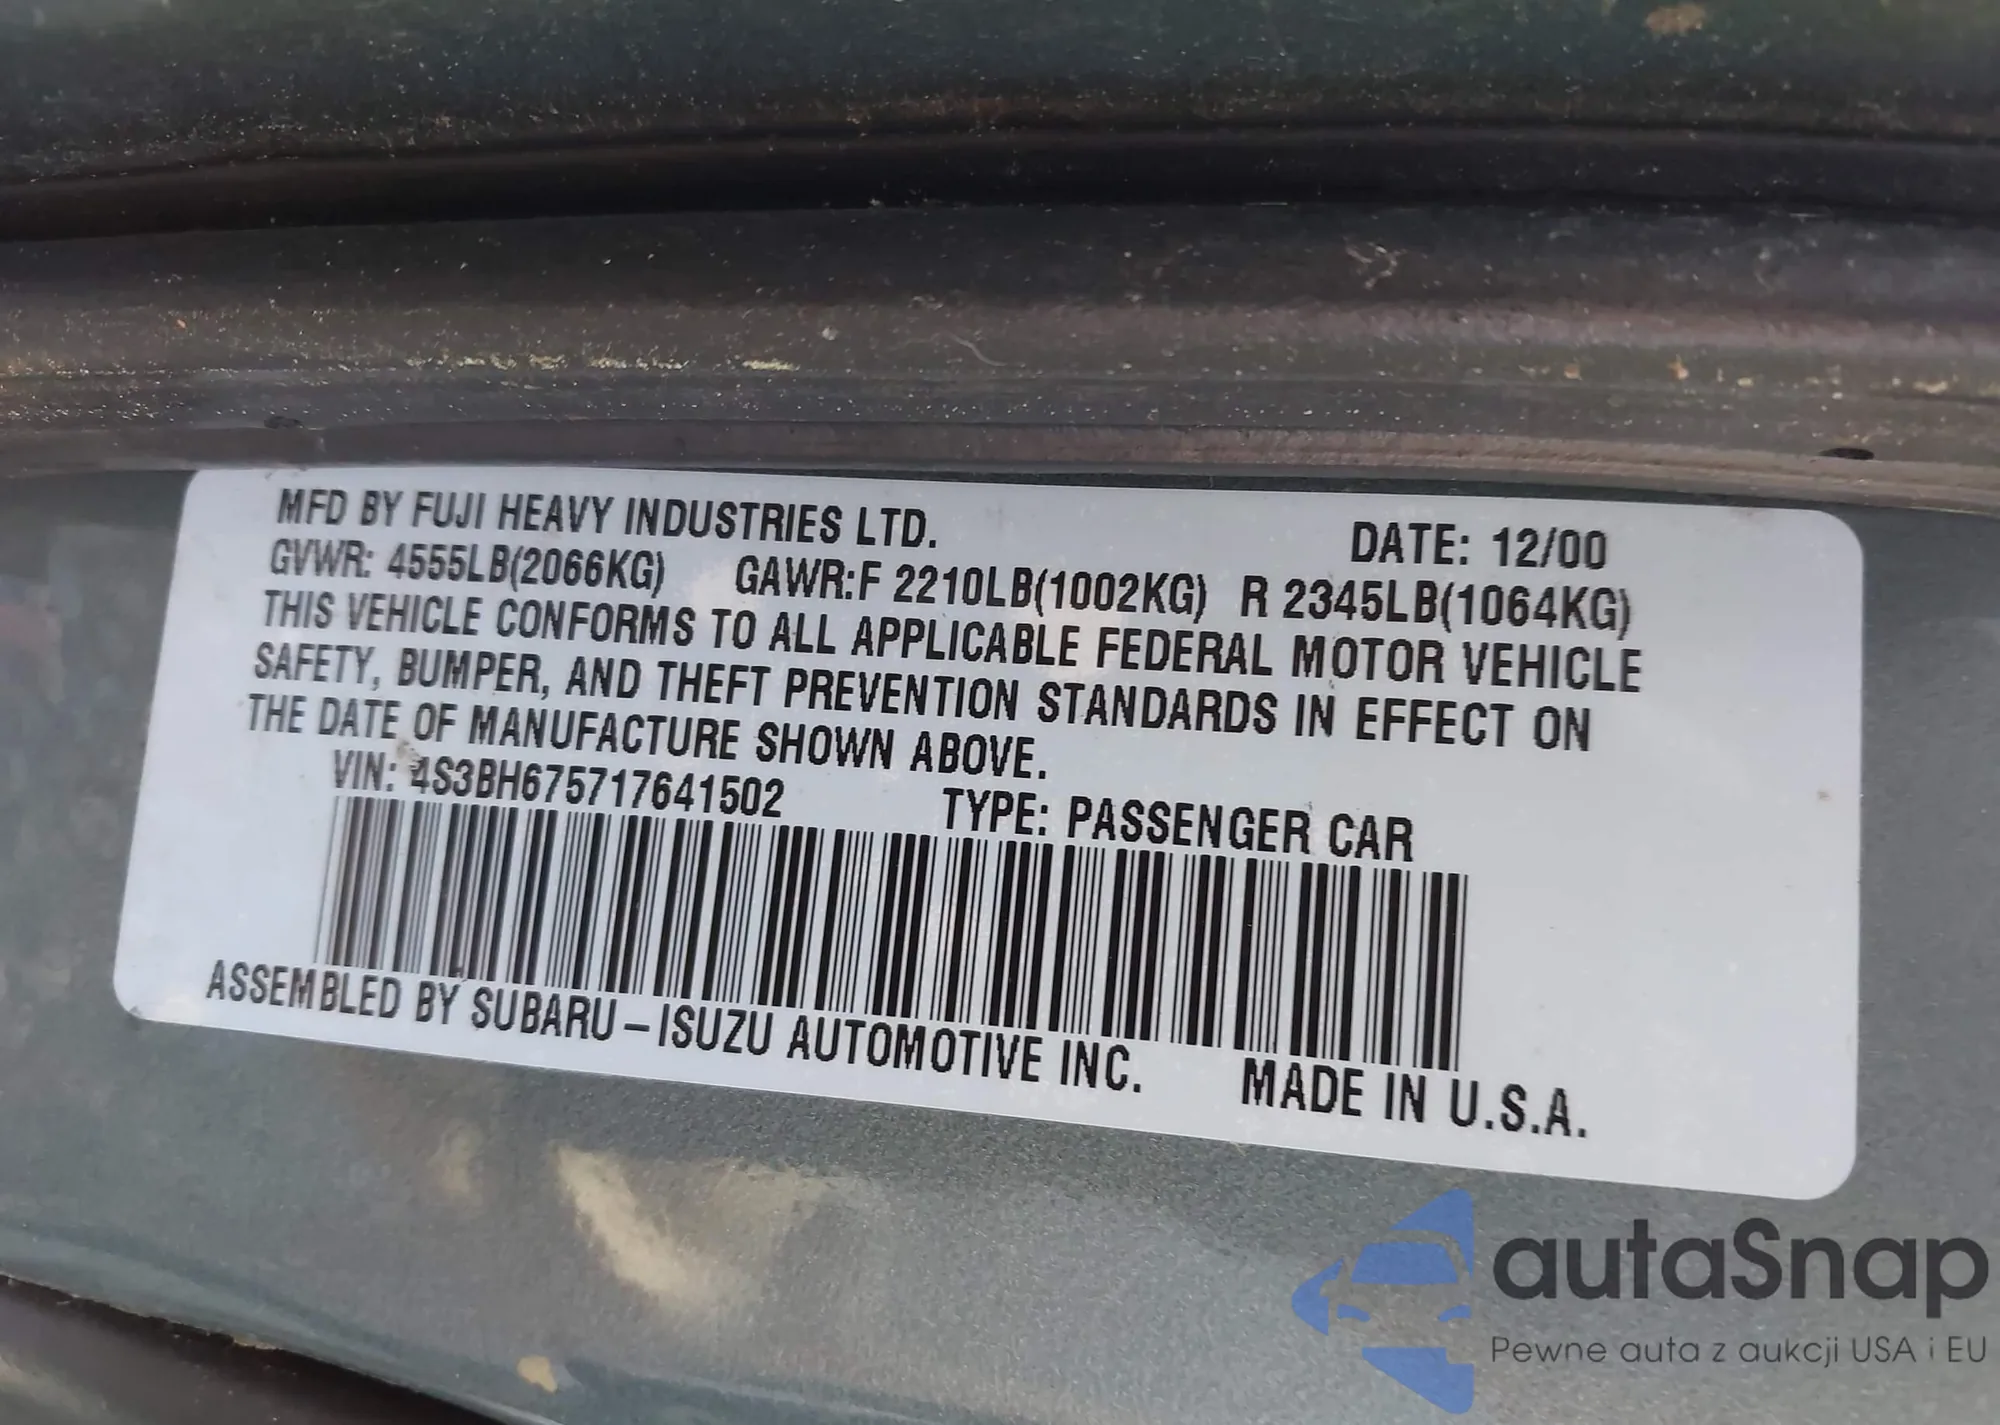 MFD BY FUJI HEAVY INDUSTRIES LTD. DATE: 12/00
GVWR: 4555LB(2066KG) GAWR:F 2210LB(1002KG) R 2345LB(1064KG)
THIS VEHICLE CONFORMS TO ALL APPLICABLE FEDERAL MOTOR VEHICLE
SAFETY, BUMPER, AND THEFT PREVENTION STANDARDS IN EFFECT ON
THE DATE OF MANUFACTURE SHOWN ABOVE.
VIN: 4S3BH675717641502 TYPE: PASSENGER CAR
ASSEMBLED BY SUBARU–ISUZU AUTOMOTIVE INC. MADE IN U.S.A.
autaSnap
Pewne auta z aukcji USA i EU